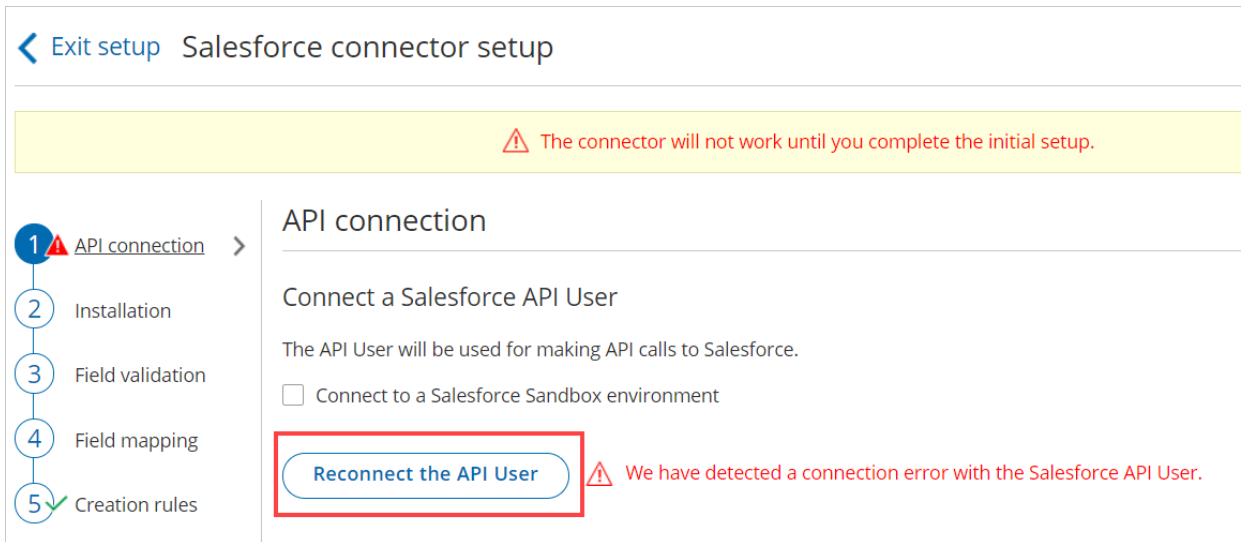 Exit setup Salesforce connector setup
The connector will not work until you complete the initial setup.
1 API connection
2 Installation
3 Field validation
4 Field mapping
5 Creation rules
API connection
Connect a Salesforce API User
The API User will be used for making API calls to Salesforce.
Connect to a Salesforce Sandbox environment
Reconnect the API User We have detected a connection error with the Salesforce API User.